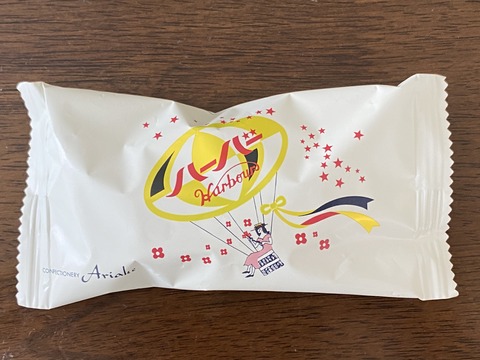 ハーバー
Harbour
CONFECTIONERY Ariake